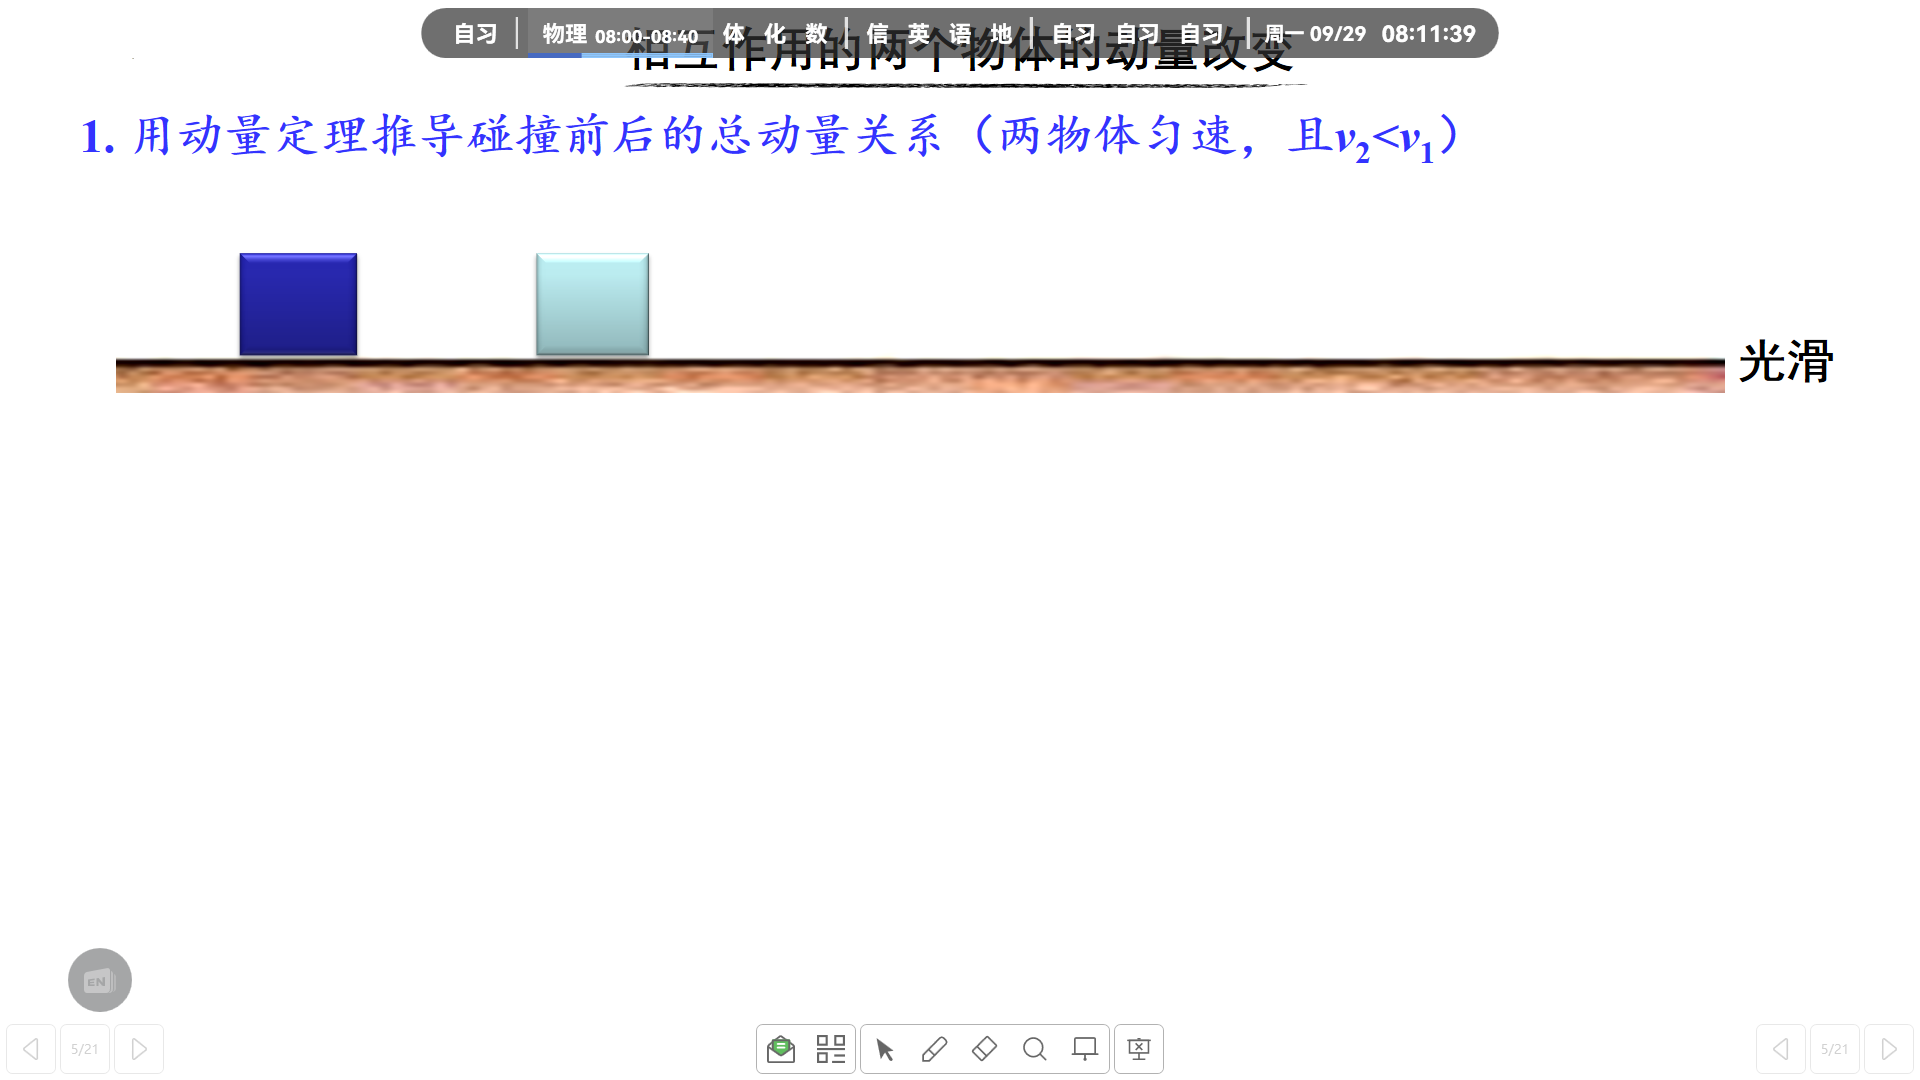 自习 物理 08:00-08:40 体 化 数 信 英 语 地 自习 自习 自习 周一 09/29 08:11:39
相互作用的两个物体的动量改变
1. 用动量定理推导碰撞前后的总动量关系（两物体匀速，且v₂<v₁）
光滑
EN
5/21 5/21